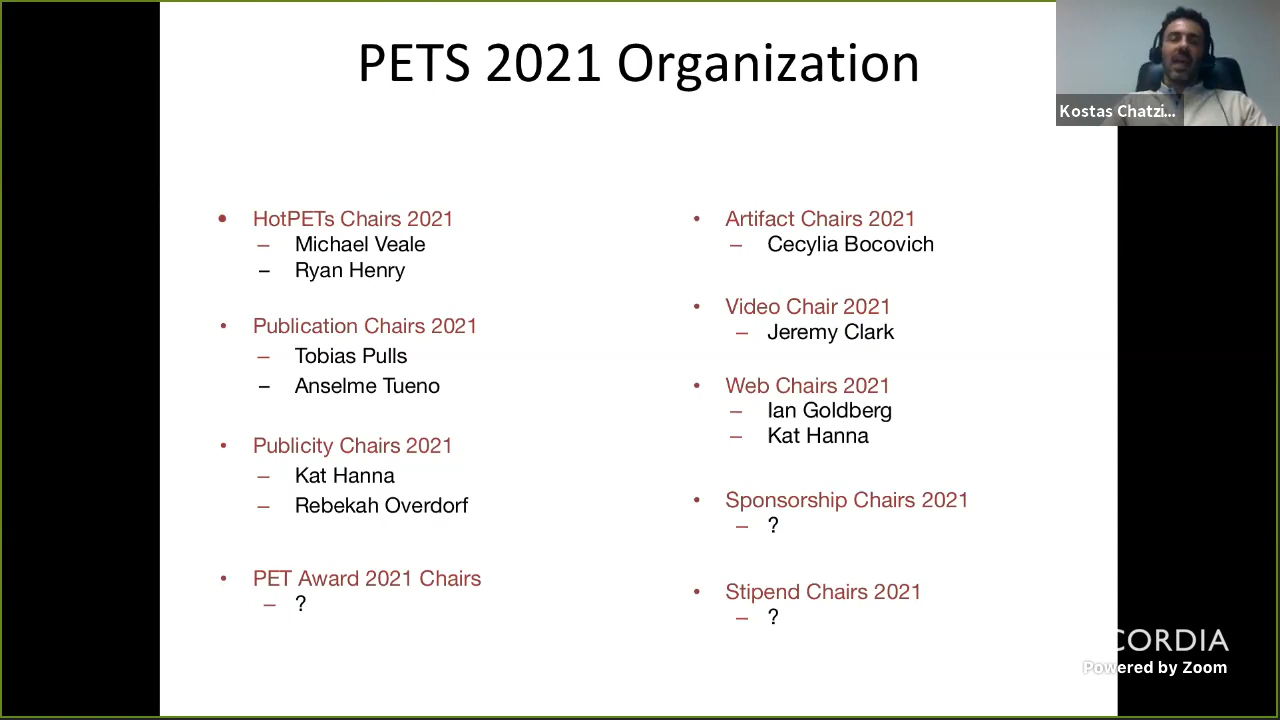 PETS 2021 Organization
Kostas Chatzi...
• HotPETs Chairs 2021
– Michael Veale
– Ryan Henry
• Publication Chairs 2021
– Tobias Pulls
– Anselme Tueno
• Publicity Chairs 2021
– Kat Hanna
– Rebekah Overdorf
• PET Award 2021 Chairs
– ?
• Artifact Chairs 2021
– Cecylia Bocovich
• Video Chair 2021
– Jeremy Clark
• Web Chairs 2021
– Ian Goldberg
– Kat Hanna
• Sponsorship Chairs 2021
– ?
• Stipend Chairs 2021
– ?
CORDIA
Powered by Zoom